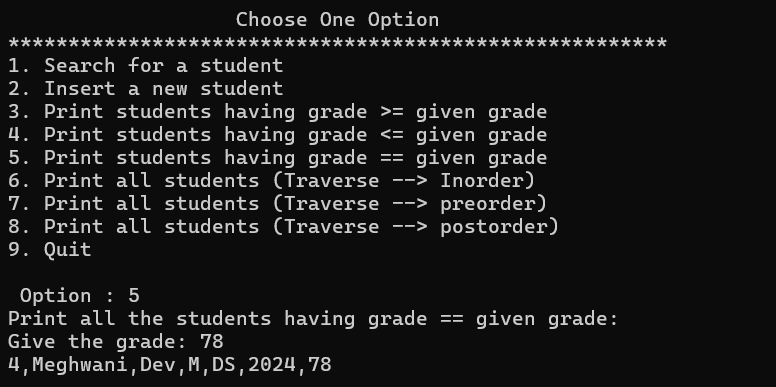 Choose One Option
*******************************************************
1. Search for a student
2. Insert a new student
3. Print students having grade >= given grade
4. Print students having grade <= given grade
5. Print students having grade == given grade
6. Print all students (Traverse --> Inorder)
7. Print all students (Traverse --> preorder)
8. Print all students (Traverse --> postorder)
9. Quit
Option : 5
Print all the students having grade == given grade:
Give the grade: 78
4,Meghwani,Dev,M,DS,2024,78